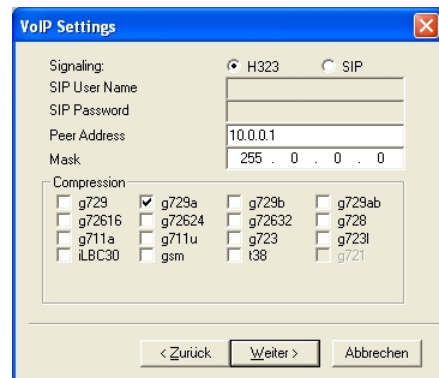 VoIP Settings
Signaling: H323 SIP
SIP User Name
SIP Password
Peer Address 10.0.0.1
Mask 255 . 0 . 0 . 0
Compression
g729 g729a g729b g729ab
g72616 g72624 g72632 g728
g711a g711u g723 g723l
iLBC30 gsm t38 g721
< Zurück Weiter > Abbrechen